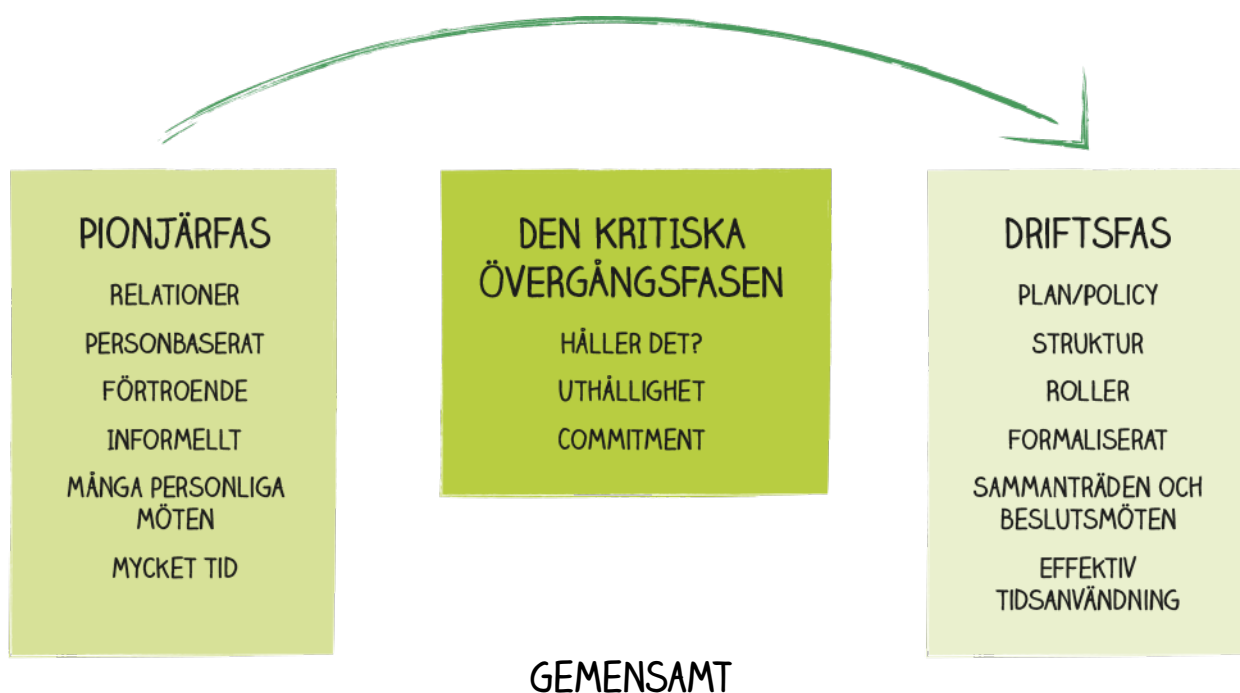 PIONJÄRFAS
RELATIONER
PERSONBASERAT
FÖRTROENDE
INFORMELLT
MÅNGA PERSONLIGA
MÖTEN
MYCKET TID
DEN KRITISKA
ÖVERGÅNGSFASEN
HÅLLER DET?
UTHÅLLIGHET
COMMITMENT
DRIFTSFAS
PLAN/POLICY
STRUKTUR
ROLLER
FORMALISERAT
SAMMANTRÄDEN OCH
BESLUTSMÖTEN
EFFEKTIV
TIDSANVÄNDNING
GEMENSAMT